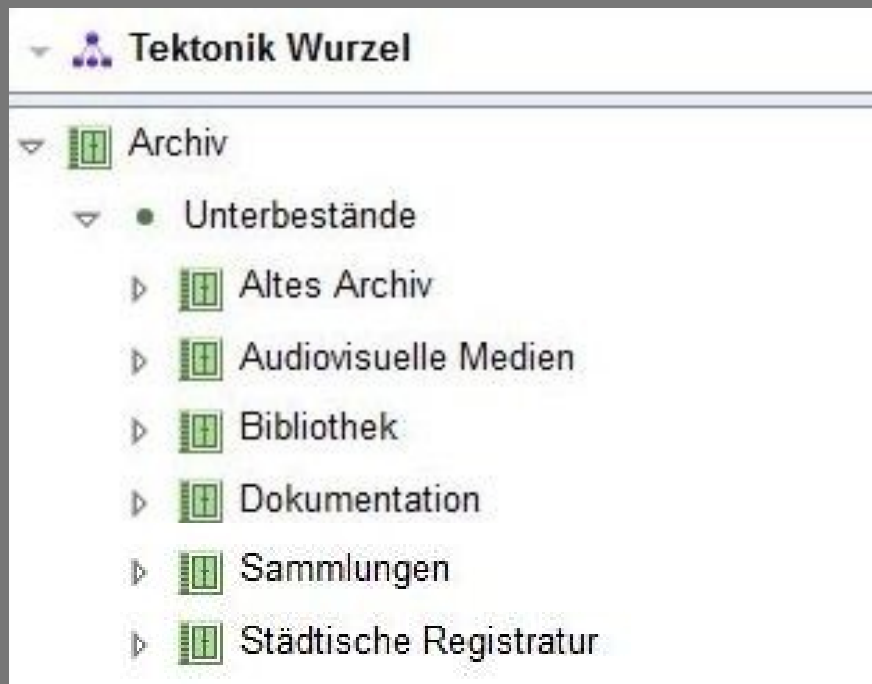 Tektonik Wurzel
Archiv
Unterbestände
Altes Archiv
Audiovisuelle Medien
Bibliothek
Dokumentation
Sammlungen
Städtische Registratur